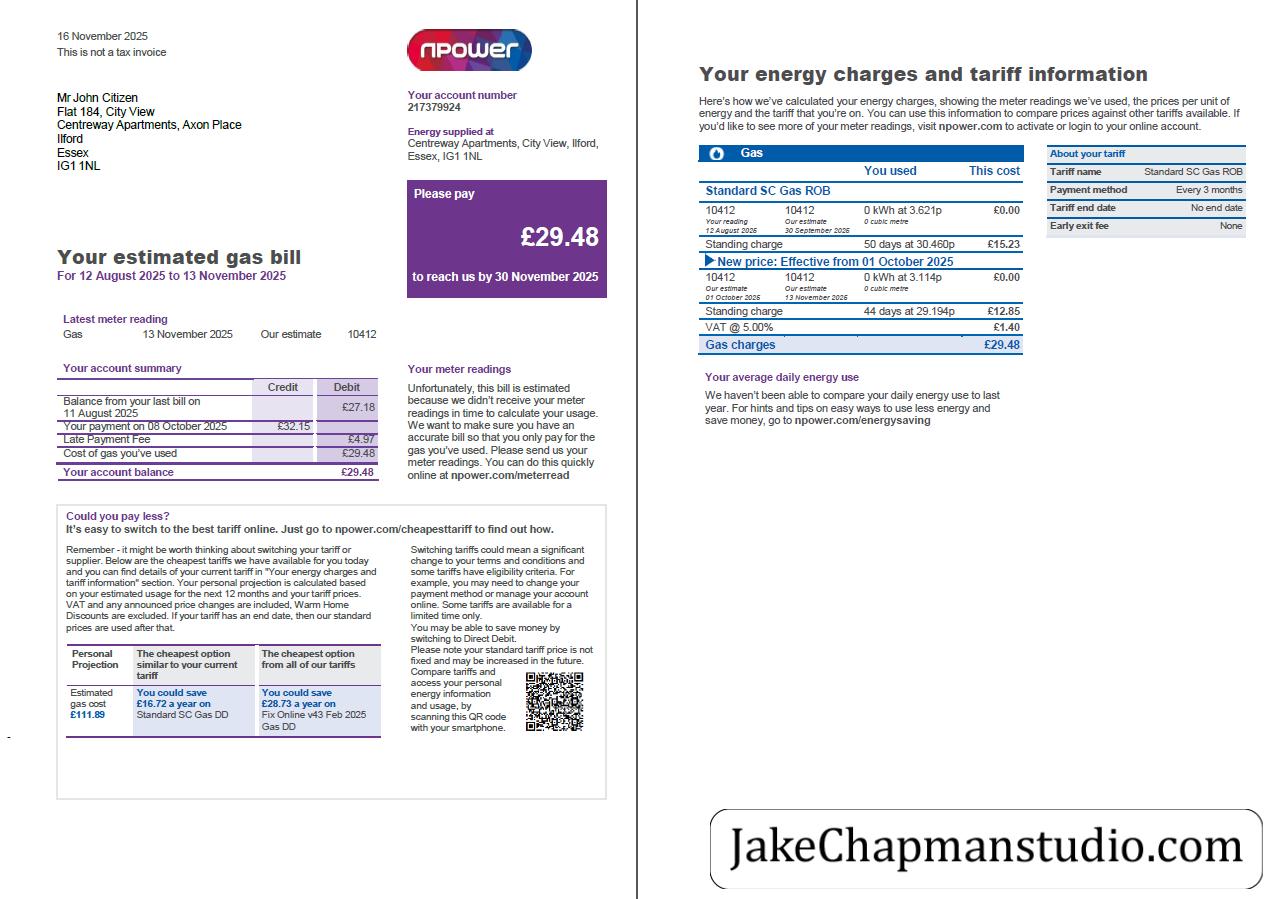 16 November 2025
This is not a tax invoice
npower
Mr John Citizen
Flat 184, City View
Centreway Apartments, Axon Place
Ilford
Essex
IG1 1NL
Your account number
217379924
Energy supplied at
Centreway Apartments, City View, Ilford,
Essex, IG1 1NL
Please pay
£29.48
to reach us by 30 November 2025
Your estimated gas bill
For 12 August 2025 to 13 November 2025
Latest meter reading
Gas 13 November 2025 Our estimate 10412
Your account summary
Credit Debit
Balance from your last bill on
11 August 2025 £27.18
Your payment on 08 October 2025 £32.15
Late Payment Fee £4.97
Cost of gas you've used £29.48
Your account balance £29.48
Your meter readings
Unfortunately, this bill is estimated
because we didn't receive your meter
readings in time to calculate your usage.
We want to make sure you have an
accurate bill so that you only pay for the
gas you've used. Please send us your
meter readings. You can do this quickly
online at npower.com/meterread
Could you pay less?
It's easy to switch to the best tariff online. Just go to npower.com/cheapesttariff to find out how.
Remember - it might be worth thinking about switching your tariff or
supplier. Below are the cheapest tariffs we have available for you today
and you can find details of your current tariff in "Your energy charges and
tariff information" section. Your personal projection is calculated based
on your estimated usage for the next 12 months and your tariff prices.
VAT and any announced price changes are included, Warm Home
Discounts are excluded. If your tariff has an end date, then our standard
prices are used after that.
Personal
Projection
The cheapest option
similar to your current
tariff
The cheapest option
from all of our tariffs
Estimated
gas cost
£111.89
You could save
£16.72 a year on
Standard SC Gas DD
You could save
£28.73 a year on
Fix Online v43 Feb 2025
Gas DD
Switching tariffs could mean a significant
change to your terms and conditions and
some tariffs have eligibility criteria. For
example, you may need to change your
payment method or manage your account
online. Some tariffs are available for a
limited time only.
You may be able to save money by
switching to Direct Debit.
Please note your standard tariff price is not
fixed and may be increased in the future.
Compare tariffs and
access your personal
energy information
and usage, by
scanning this QR code
with your smartphone.
Your energy charges and tariff information
Here's how we've calculated your energy charges, showing the meter readings we've used, the prices per unit of
energy and the tariff that you're on. You can use this information to compare prices against other tariffs available. If
you'd like to see more of your meter readings, visit npower.com to activate or login to your online account.
Gas
You used This cost
Standard SC Gas ROB
10412 10412 0 kWh at 3.621p £0.00
Your reading Our estimate 0 cubic metre
12 August 2025 30 September 2025
Standing charge 50 days at 30.460p £15.23
New price: Effective from 01 October 2025
10412 10412 0 kWh at 3.114p £0.00
Our estimate Our estimate 0 cubic metre
01 October 2025 13 November 2025
Standing charge 44 days at 29.194p £12.85
VAT @ 5.00% £1.40
Gas charges £29.48
About your tariff
Tariff name Standard SC Gas ROB
Payment method Every 3 months
Tariff end date No end date
Early exit fee None
Your average daily energy use
We haven't been able to compare your daily energy use to last
year. For hints and tips on easy ways to use less energy and
save money, go to npower.com/energysaving
JakeChapmanstudio.com